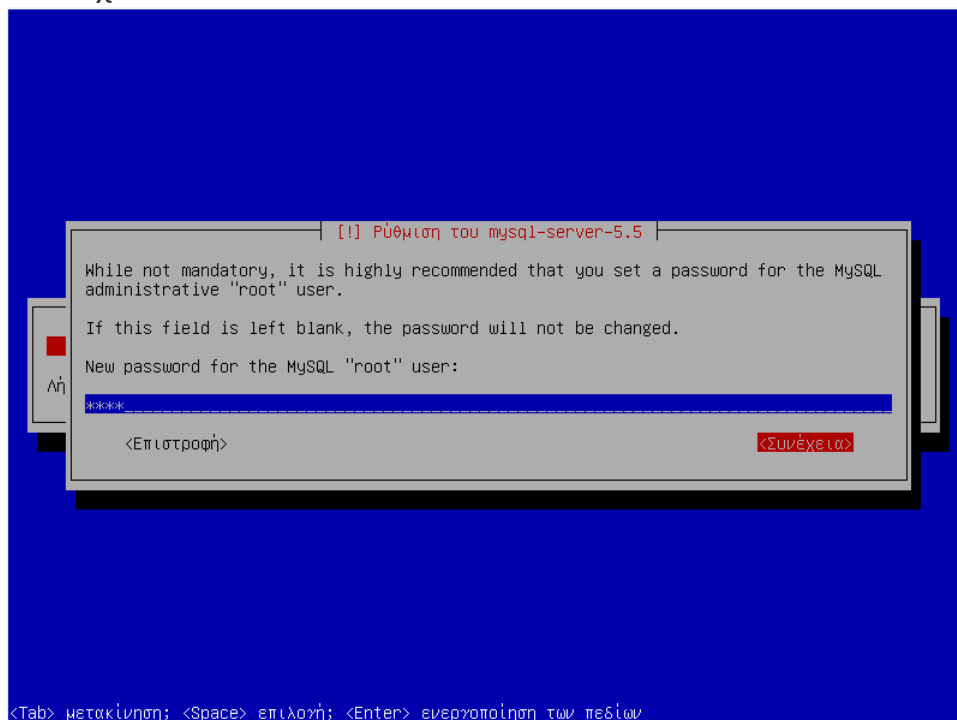 [!] Ρύθμιση του mysql-server-5.5
While not mandatory, it is highly recommended that you set a password for the MySQL
administrative "root" user.
If this field is left blank, the password will not be changed.
New password for the MySQL "root" user:
Λή
****
<Επιστροφή> <Συνέχεια>
<Tab> μετακίνηση; <Space> επιλογή; <Enter> ενεργοποίηση των πεδίων